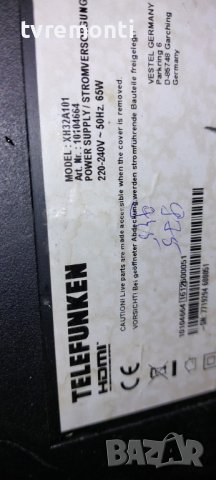 tvremonti
MODEL: XH32A101
Art. Nr.: 10104664
POWER SUPPLY / STROMVERSORGUNG
220-240V ~ 50Hz. 65W
VESTEL GERMANY
Parkring 6
D-85748 Garching
Germany
CAUTION! Live parts are made accessible when the cover is removed.
VORSICHT! Bei geöffneter Abdeckung werden stromführende Bauteile freigelegt.
TELEFUNKEN
HDMI
CE
BAZAR